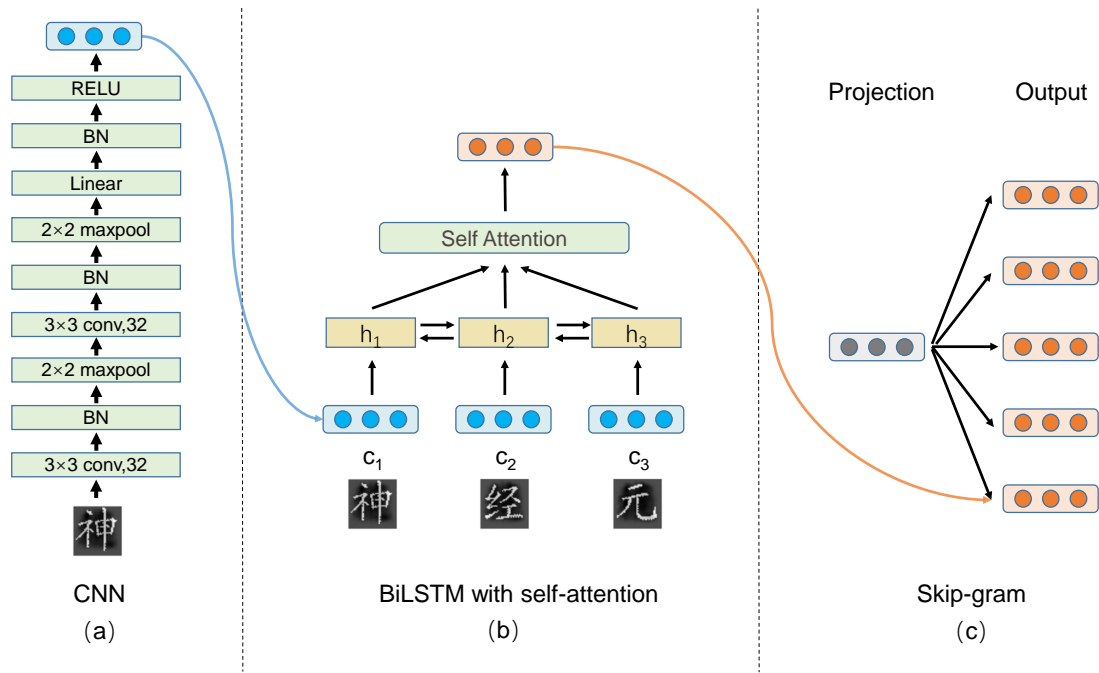 RELU
BN
Linear
2×2 maxpool
BN
3×3 conv,32
2×2 maxpool
BN
3×3 conv,32
神
CNN
(a)
Self Attention
h₁ h₂ h₃
c₁ c₂ c₃
神 经 元
BiLSTM with self-attention
(b)
Projection Output
Skip-gram
(c)